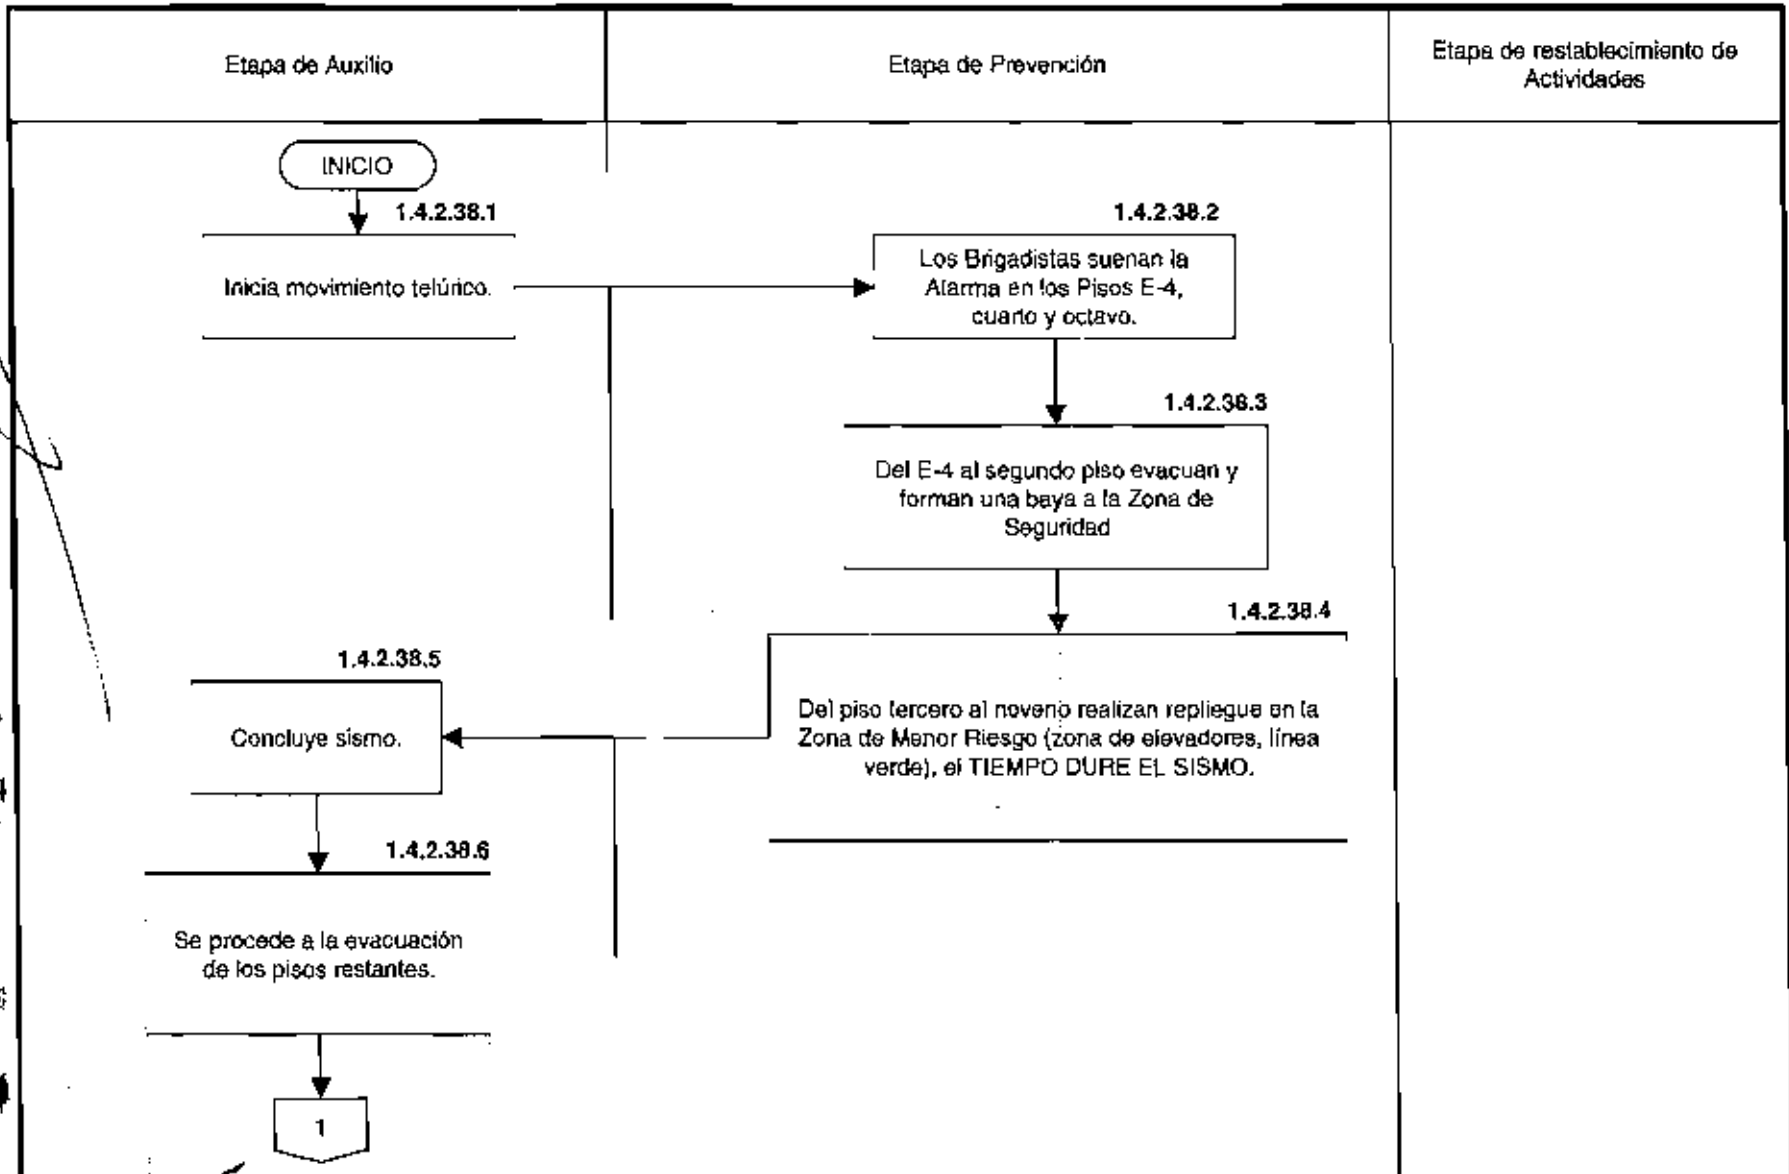 Etapa de Auxilio
Etapa de Prevención
Etapa de restablecimiento de
Actividades
INICIO
1.4.2.38.1
Inicia movimiento telúrico.
1.4.2.38.2
Los Brigadistas suenan la
Alarma en los Pisos E-4,
cuarto y octavo.
1.4.2.38.3
Del E-4 al segundo piso evacuan y
forman una baya a la Zona de
Seguridad
1.4.2.38.4
Del piso tercero al noveno realizan repliegue en la
Zona de Menor Riesgo (zona de elevadores, línea
verde), el TIEMPO DURE EL SISMO.
1.4.2.38.5
Concluye sismo.
1.4.2.38.6
Se procede a la evacuación
de los pisos restantes.
1